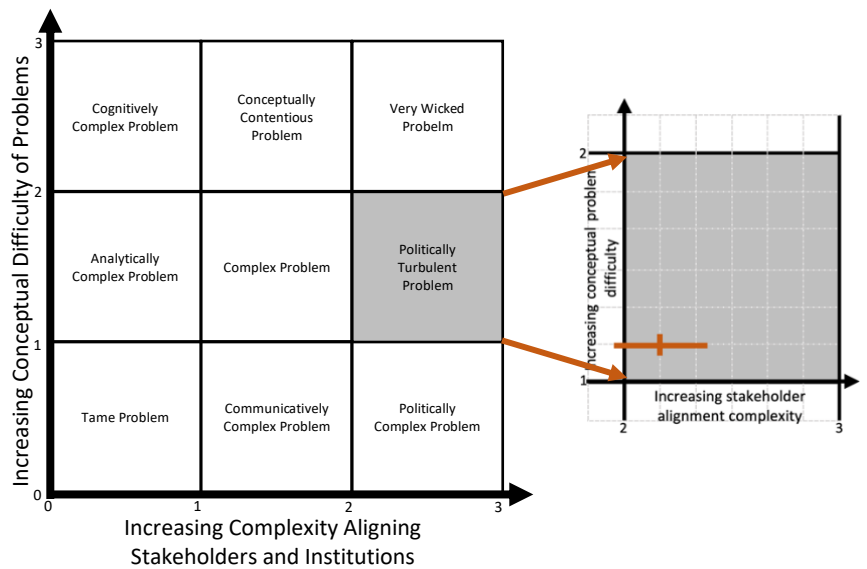 Increasing Conceptual Difficulty of Problems
3
2
1
0
Cognitively
Complex Problem
Conceptually
Contentious
Problem
Very Wicked
Probelm
Analytically
Complex Problem
Complex Problem
Politically
Turbulent
Problem
Tame Problem
Communicatively
Complex Problem
Politically
Complex Problem
0
1
2
3
Increasing Complexity Aligning
Stakeholders and Institutions
Increasing conceptual problem
difficulty
2
1
Increasing stakeholder
alignment complexity
2
3